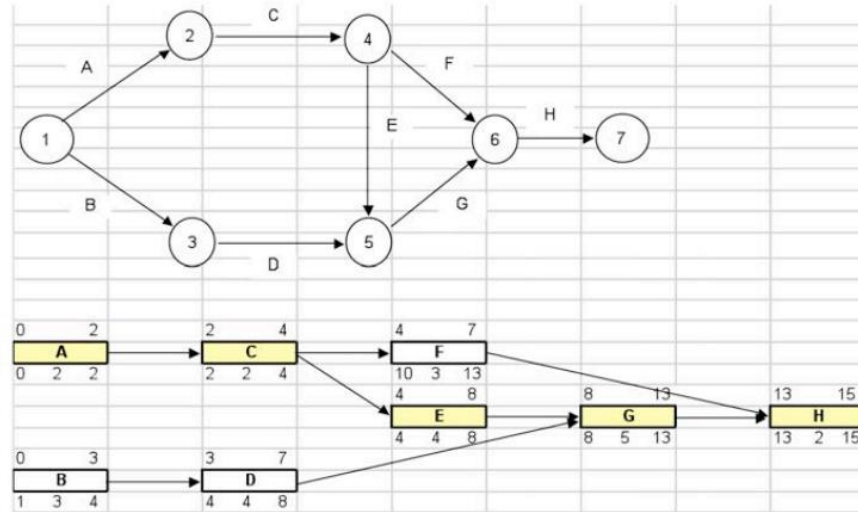 C
2 4
A F
E H
1 6 7
B G
3 5
D
0 2 2 4 4 7
A C F
0 2 2 2 2 4 10 3 13
4 8 8 13 13 15
E G H
4 4 8 8 5 13 13 2 15
0 3 3 7
B D
1 3 4 4 4 8